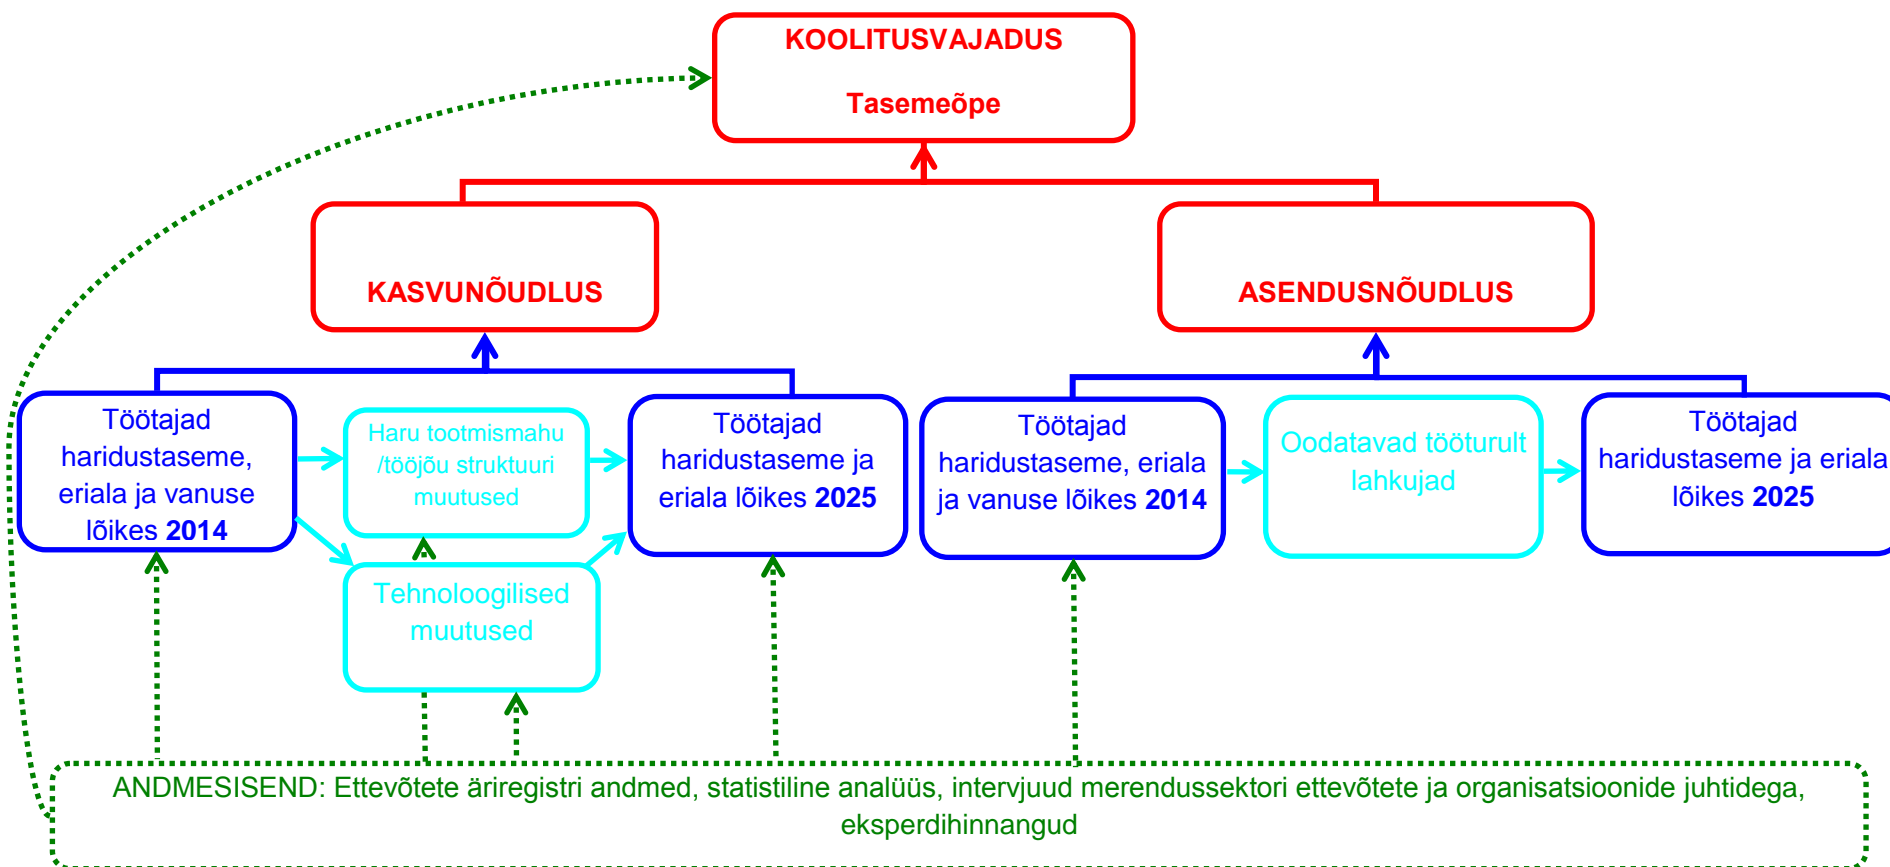 KOOLITUSVAJADUS
Tasemeõpe
KASVUNÕUDLUS
ASENDUSNÕUDLUS
Töötajad
haridustaseme,
eriala ja vanuse
lõikes 2014
Haru tootmismahu
/tööjõu struktuuri
muutused
Tehnoloogilised
muutused
Töötajad
haridustaseme ja
eriala lõikes 2025
Töötajad
haridustaseme, eriala
ja vanuse lõikes 2014
Oodatavad tööturult
lahkujad
Töötajad
haridustaseme ja eriala
lõikes 2025
ANDMESISEND: Ettevõtete äriregistri andmed, statistiline analüüs, intervjuud merendussektori ettevõtete ja organisatsioonide juhtidega,
eksperdihinnangud